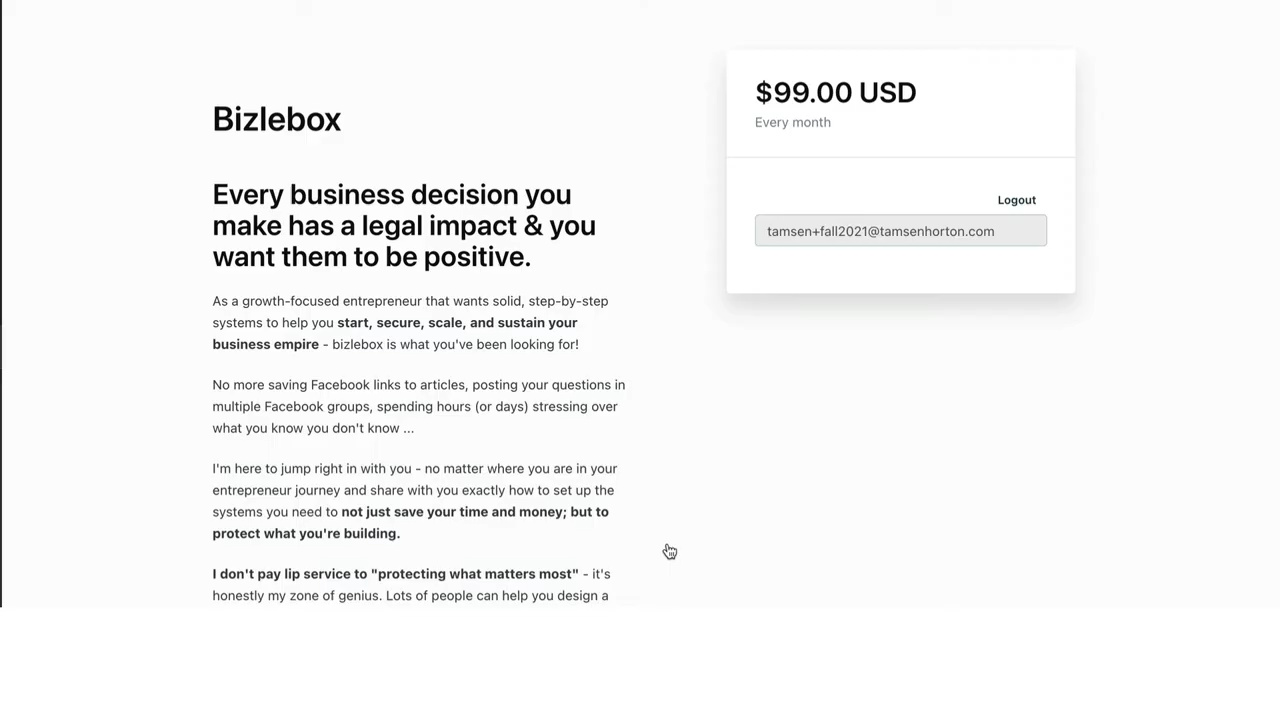 Bizlebox
Every business decision you
make has a legal impact & you
want them to be positive.
As a growth-focused entrepreneur that wants solid, step-by-step
systems to help you start, secure, scale, and sustain your
business empire - bizlebox is what you've been looking for!
No more saving Facebook links to articles, posting your questions in
multiple Facebook groups, spending hours (or days) stressing over
what you know you don't know ...
I'm here to jump right in with you - no matter where you are in your
entrepreneur journey and share with you exactly how to set up the
systems you need to not just save your time and money; but to
protect what you're building.
I don't pay lip service to "protecting what matters most" - it's
honestly my zone of genius. Lots of people can help you design a
$99.00 USD
Every month
Logout
tamsen+fall2021@tamsenhorton.com